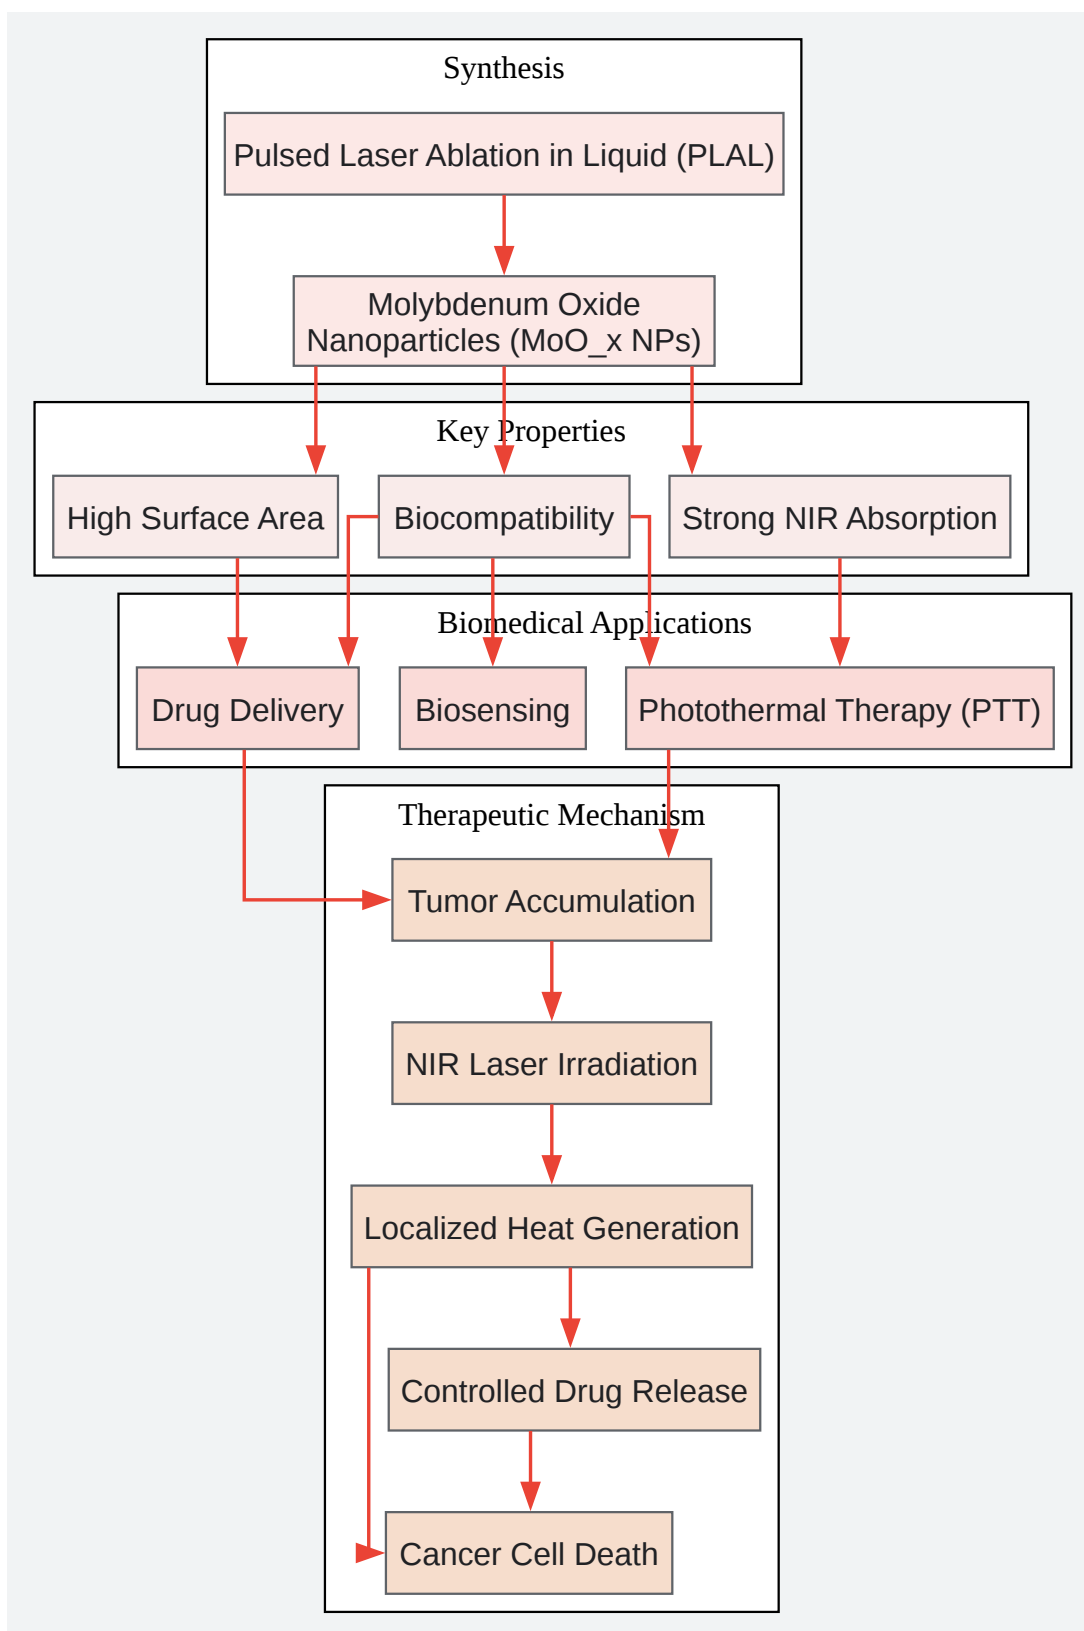 Synthesis
Pulsed Laser Ablation in Liquid (PLAL)
Molybdenum Oxide
Nanoparticles (MoO_x NPs)
Key Properties
High Surface Area
Biocompatibility
Strong NIR Absorption
Biomedical Applications
Drug Delivery
Biosensing
Photothermal Therapy (PTT)
Therapeutic Mechanism
Tumor Accumulation
NIR Laser Irradiation
Localized Heat Generation
Controlled Drug Release
Cancer Cell Death